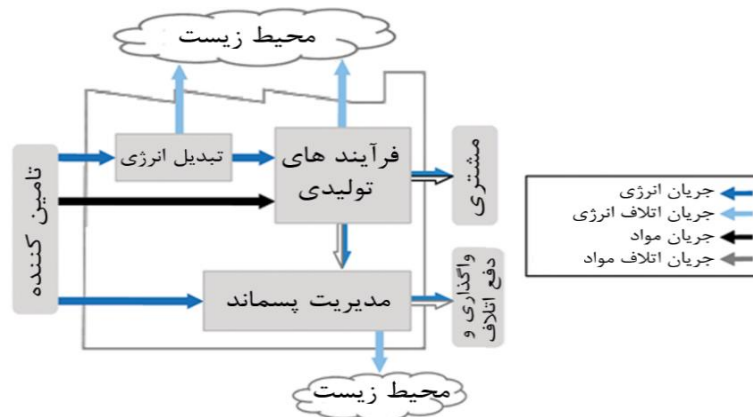 محیط زیست
تبدیل انرژی
فرآیند های
تولیدی
مشتری
تامین کننده
جریان انرژی
جریان اتلاف انرژی
جریان مواد
جریان اتلاف مواد
مدیریت پسماند
واگذاری و
دفع اتلاف
محیط زیست